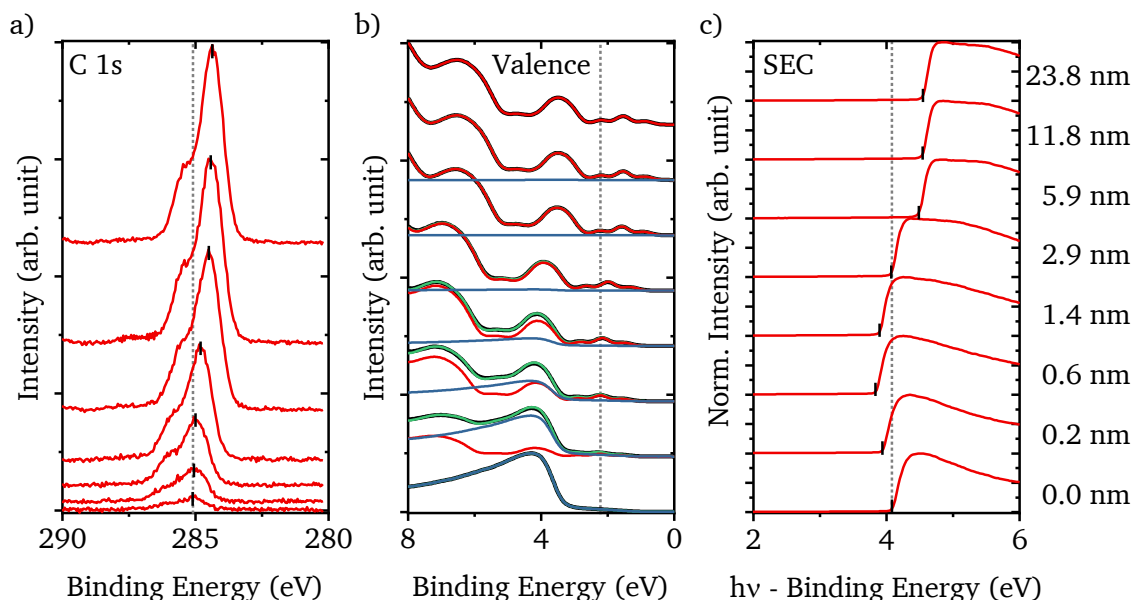 a)
b)
c)
C 1s
Valence
SEC
Intensity (arb. unit)
Intensity (arb. unit)
Norm. Intensity (arb. unit)
23.8 nm
11.8 nm
5.9 nm
2.9 nm
1.4 nm
0.6 nm
0.2 nm
0.0 nm
290
285
280
8
4
0
2
4
6
Binding Energy (eV)
Binding Energy (eV)
hν - Binding Energy (eV)